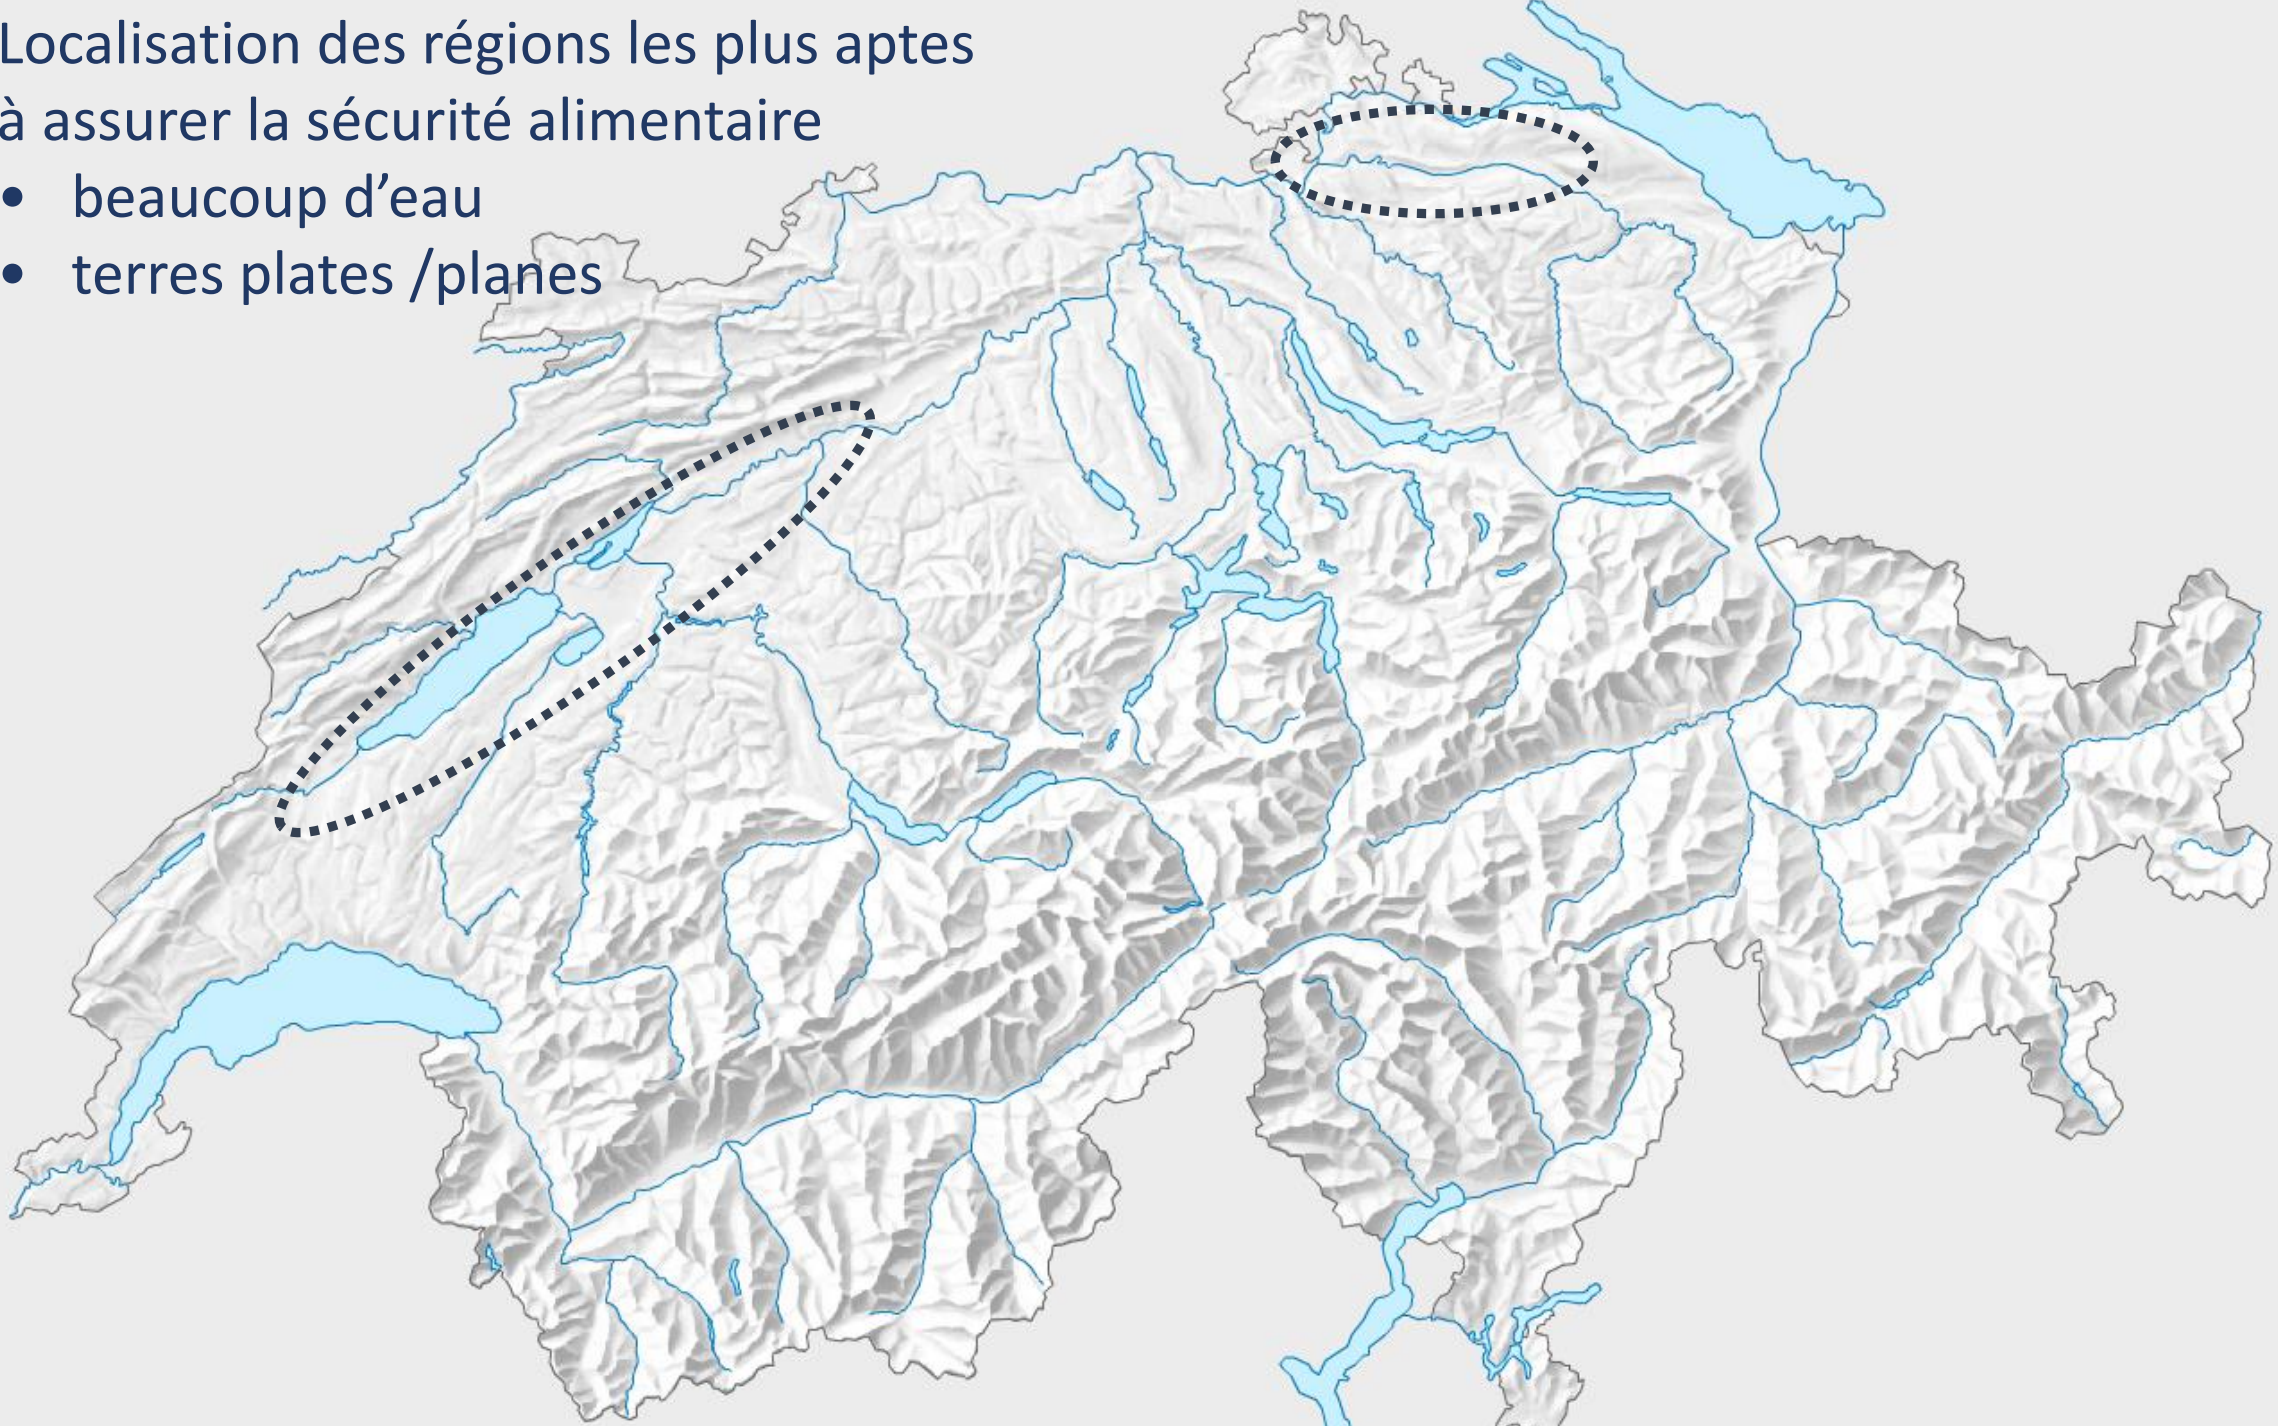 Localisation des régions les plus aptes
à assurer la sécurité alimentaire
• beaucoup d’eau
• terres plates /planes